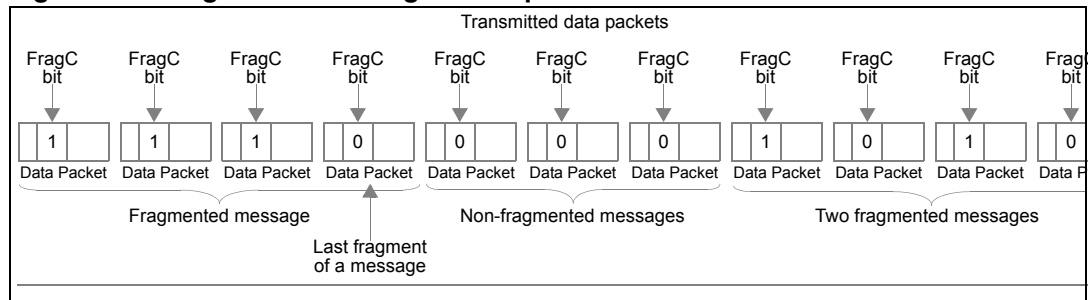 Transmitted data packets
FragC FragC FragC FragC FragC FragC FragC FragC FragC FragC Frag
bit bit bit bit bit bit bit bit bit bit bit
1 1 1 0 0 0 0 1 0 1 0
Data Packet Data Packet Data Packet Data Packet Data Packet Data Packet Data Packet Data Packet Data Packet Data Packet Data P
Fragmented message Non-fragmented messages Two fragmented messages
Last fragment
of a message